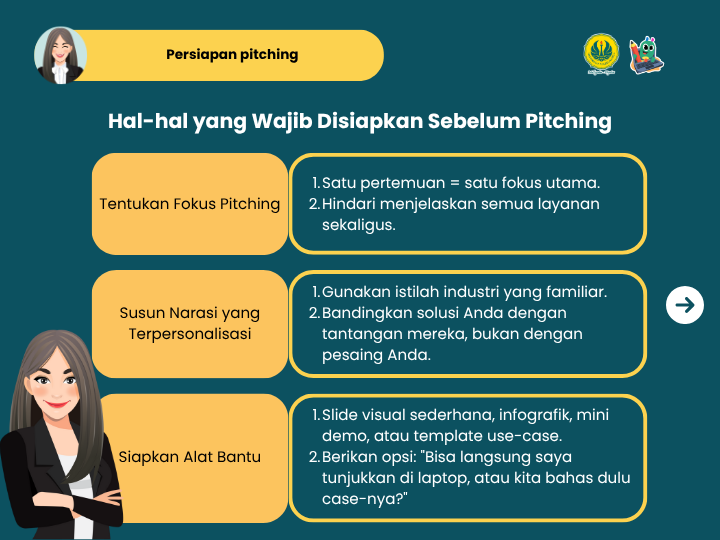 Persiapan pitching
Hal-hal yang Wajib Disiapkan Sebelum Pitching
Tentukan Fokus Pitching
1. Satu pertemuan = satu fokus utama.
2. Hindari menjelaskan semua layanan
sekaligus.
Susun Narasi yang
Terpersonalisasi
1. Gunakan istilah industri yang familiar.
2. Bandingkan solusi Anda dengan
tantangan mereka, bukan dengan
pesaing Anda.
Siapkan Alat Bantu
1. Slide visual sederhana, infografik, mini
demo, atau template use-case.
2. Berikan opsi: "Bisa langsung saya
tunjukkan di laptop, atau kita bahas dulu
case-nya?"